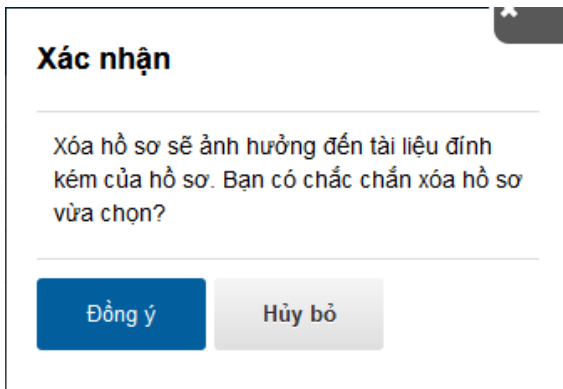 Xác nhận
Xóa hồ sơ sẽ ảnh hưởng đến tài liệu đính
kém của hồ sơ. Bạn có chắc chắn xóa hồ sơ
vừa chọn?
Đồng ý
Hủy bỏ